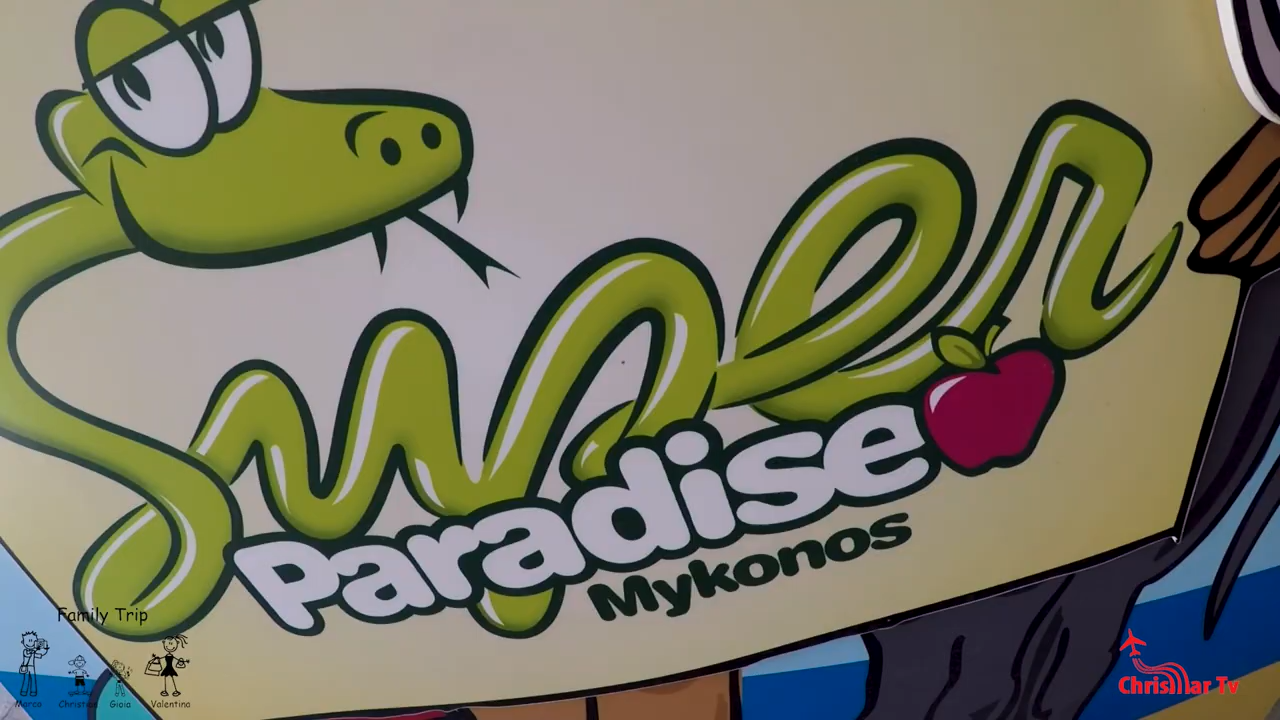 Super
Paradise
Mykonos
Family Trip
Marco Christian Gioia Valentina
ChrisMar Tv